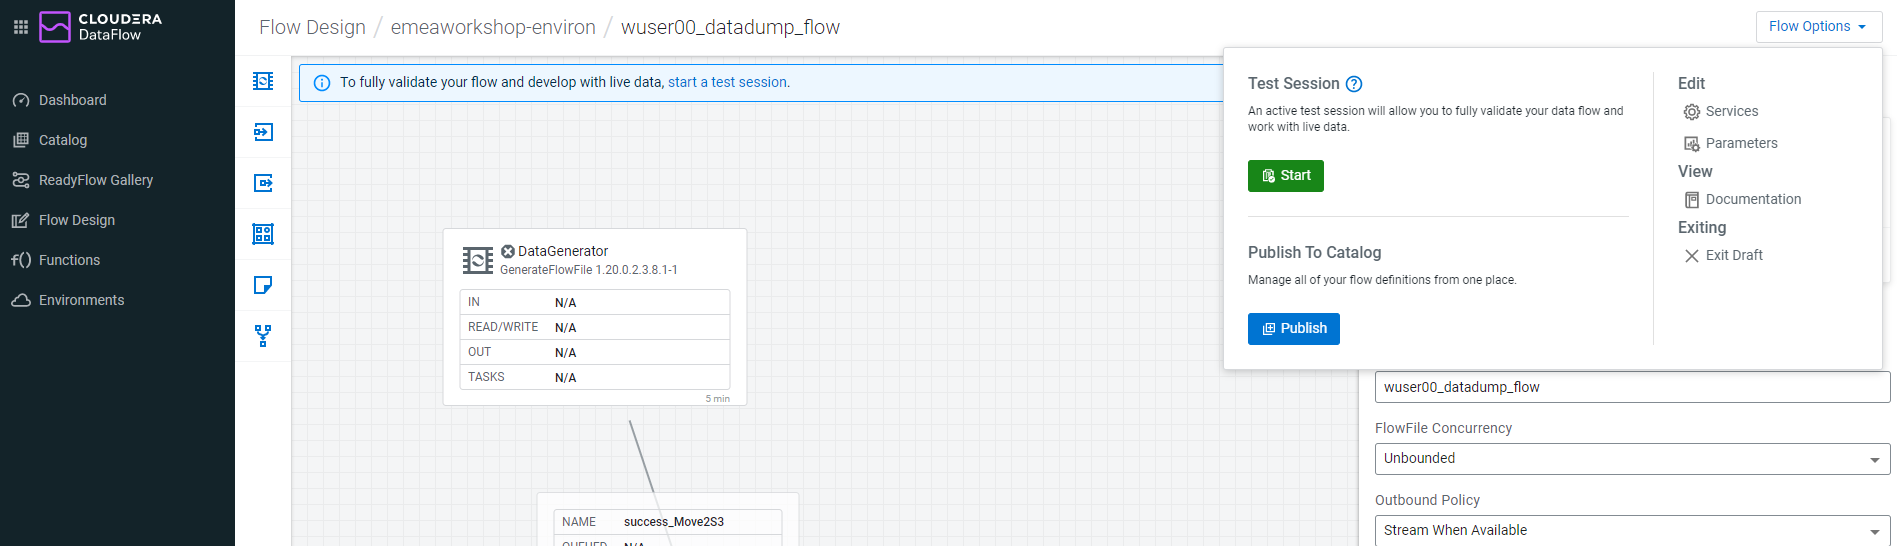 CLOUDERA
DataFlow
Dashboard
Catalog
ReadyFlow Gallery
Flow Design
f() Functions
Environments
Flow Design / emeaworkshop-environ / wuser00_datadump_flow
Flow Options
To fully validate your flow and develop with live data, start a test session.
DataGenerator
GenerateFlowFile 1.20.0.2.3.8.1-1
IN N/A
READ/WRITE N/A
OUT N/A
TASKS N/A
5 min
NAME success_Move2S3
QUEUED N/A
Test Session ?
An active test session will allow you to fully validate your data flow and
work with live data.
Start
Publish To Catalog
Manage all of your flow definitions from one place.
Publish
Edit
Services
Parameters
View
Documentation
Exiting
Exit Draft
wuser00_datadump_flow
FlowFile Concurrency
Unbounded
Outbound Policy
Stream When Available